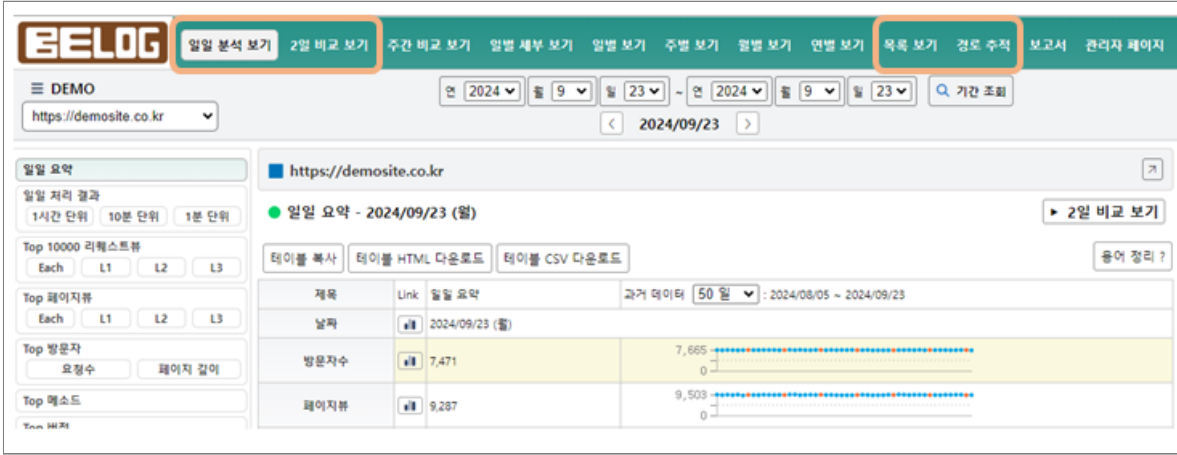 BELOG 일일 분석 보기 2일 비교 보기 주간 비교 보기 일별 세부 보기 일별 보기 주별 보기 월별 보기 연별 보기 목록 보기 경로 추적 보고서 관리자 페이지
☰ DEMO
연 2024 월 9 일 23 ~ 연 2024 월 9 일 23 기간 조회
https://demosite.co.kr
< 2024/09/23 >
일일 요약
일일 처리 결과
1시간 단위 10분 단위 1분 단위
Top 10000 리퀘스트뷰
Each L1 L2 L3
Top 페이지뷰
Each L1 L2 L3
Top 방문자
요청수 페이지 깊이
Top 메소드
Top 버전
https://demosite.co.kr
일일 요약 - 2024/09/23 (월)
▶ 2일 비교 보기
테이블 복사 테이블 HTML 다운로드 테이블 CSV 다운로드 용어 정리 ?
제목 Link 일일 요약 과거 데이터 50 일 : 2024/08/05 ~ 2024/09/23
날짜 2024/09/23 (월)
방문자수 7,471 7,665
0
페이지뷰 9,287 9,503
0